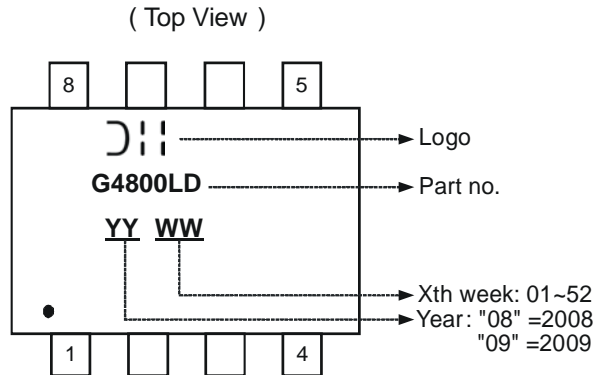 ( Top View )
8 5
Logo
G4800LD Part no.
YY WW
Xth week: 01~52
Year: "08" =2008
"09" =2009
1 4